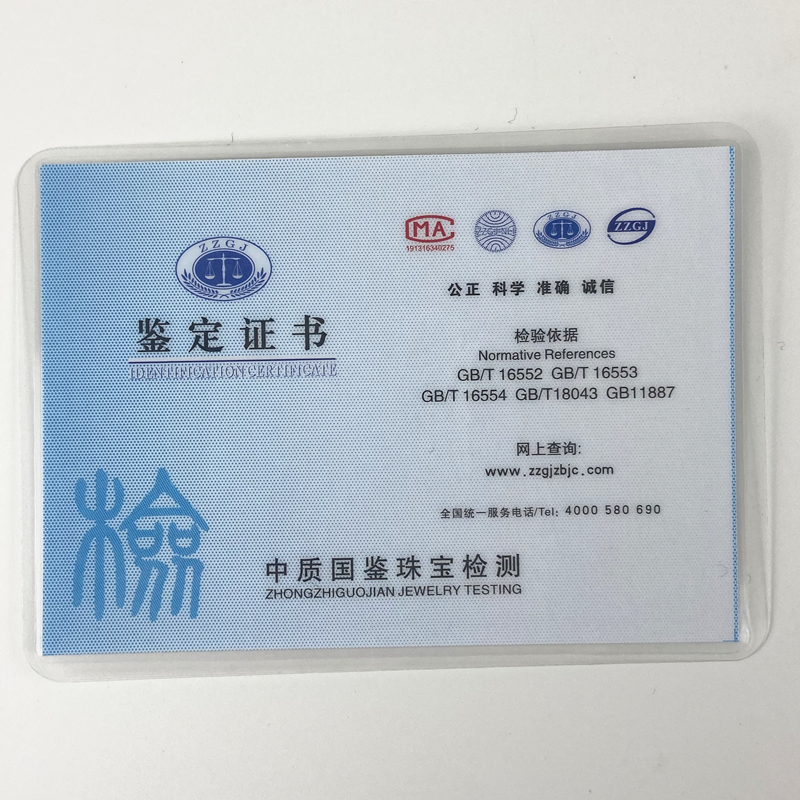 ZZGJ
鉴定证书
IDENTIFICATION CERTIFICATE
检
中质国鉴珠宝检测
ZHONGZHIGUOJIAN JEWELRY TESTING
MA
191316340275
ZZGJ
ZZGJ
公正 科学 准确 诚信
检验依据
Normative References
GB/T 16552 GB/T 16553
GB/T 16554 GB/T18043 GB11887
网上查询:
www.zzgjzbjc.com
全国统一服务电话/Tel: 4000 580 690